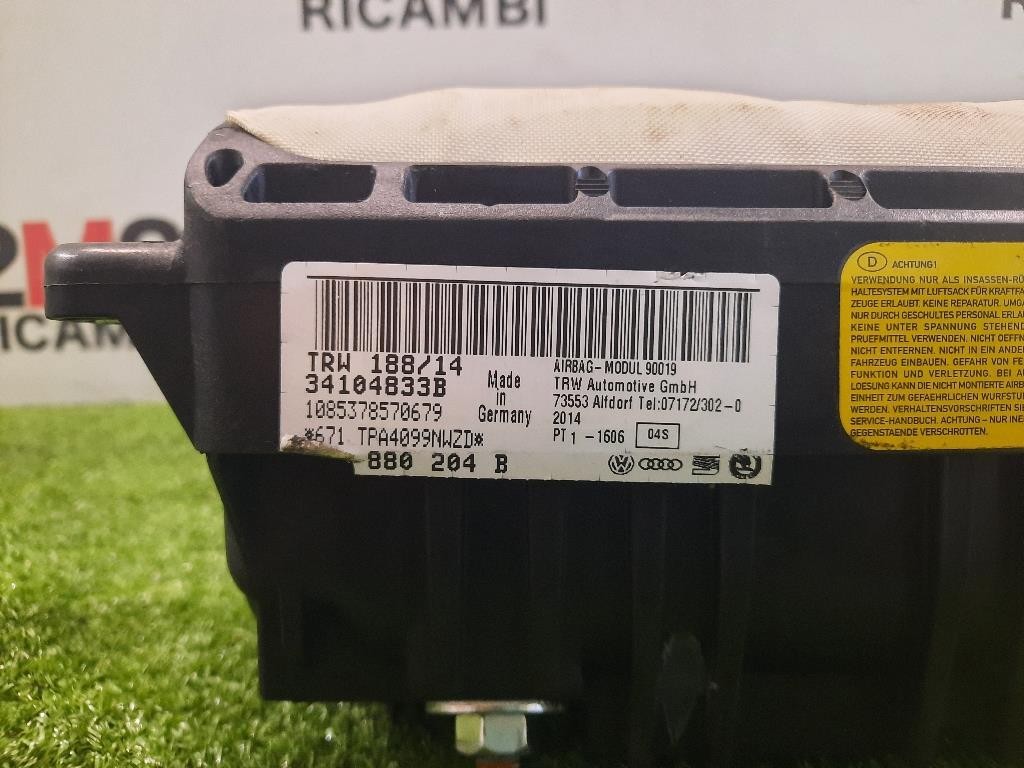 RICAMBI
2M
RICAM
TRW 188/14
34104833B
1085378570679
*671 TPA4099NWZD*
880 204 B
Made
in
Germany
AIRBAG-MODUL 90019
TRW Automotive GmbH
73553 Alfdorf Tel:07172/302-0
2014
PT1 -1606 04S
D ACHTUNG!
VERWENDUNG NUR ALS INSASSEN-RÜ
HALTESYSTEM MIT LUFTSACK FÜR KRAFTFA
ZEUGE ERLAUBT. KEINE REPARATUR. UMGA
NUR DURCH GESCHULTES PERSONAL ERLA
KEINE UNTER SPANNUNG STEHEND
PRUEFMITTEL VERWENDEN. NICHT OEFFN
NICHT ENTFERNEN. NICHT IN EIN ANDE
FAHRZEUG EINBAUEN. GEFAHR VON FE
FUNKTION UND VERLETZUNG. BEI A
LOESUNG KANN DIE NICHT MONTIERTE AIRB
EINHEIT ZUM GEFAEHRLICHEN WURFSTU
WERDEN. VERHALTENSVORSCHRIFTEN SIE
SERVICE-HANDBUCH. ACHTUNG - NUR INE
GEGENSTAENDE VERSCHROTTEN.